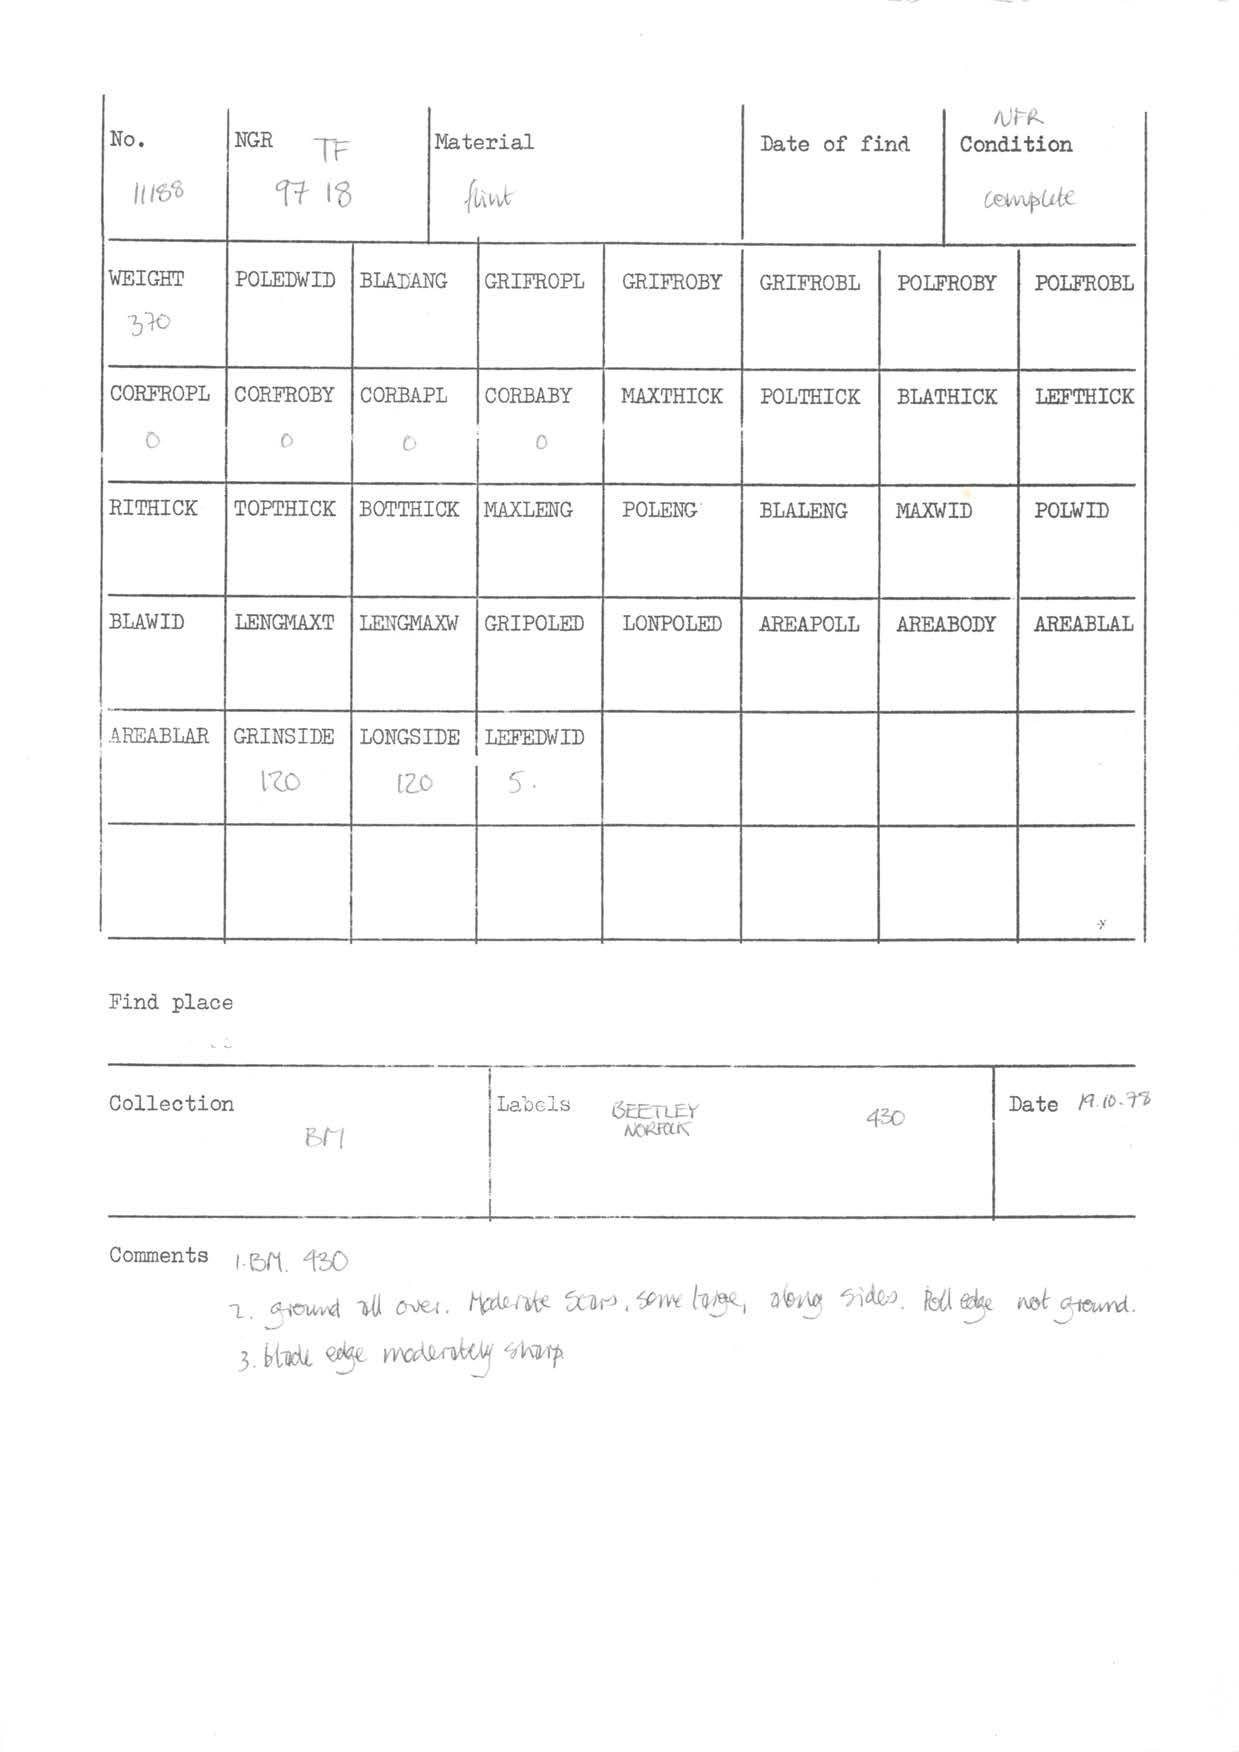 NFR
No. NGR TF Material Date of find Condition
11188 97 18 flint complete
WEIGHT POLEDWID BLADANG GRIFROPL GRIFROBY GRIFROBL POLFROBY POLFROBL
370
CORFROPL CORFROBY CORBAPL CORBABY MAXTHICK POLTHICK BLATHICK LEFTHICK
0 0 0 0
RITHICK TOPTHICK BOTTHICK MAXLENG POLENG BLALENG MAXWID POLWID
BLAWID LENGMAXT LENGMAXW GRIPOLED LONPOLED AREAPOLL AREABODY AREABLAL
AREABLAR GRINSIDE LONGSIDE LEFEDWID
120 120 5.
Find place
Collection Labels BEETLEY 430 Date 19.10.78
BM NORFOLK
Comments 1. BM. 430
2. ground all over. Moderate scars, some large, along sides. Poll edge not ground.
3. blade edge moderately sharp